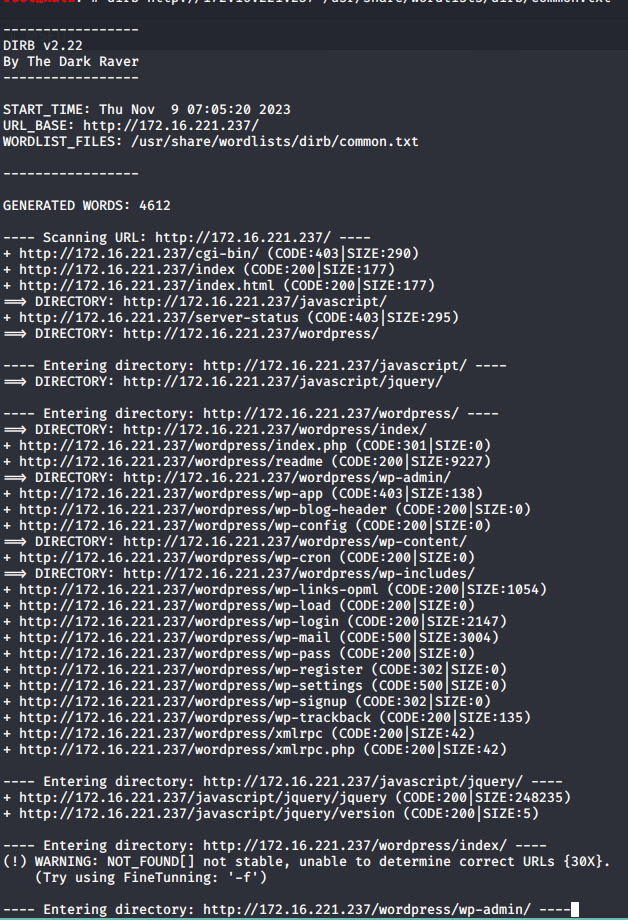 -----------------
DIRB v2.22
By The Dark Raver
-----------------
START_TIME: Thu Nov  9 07:05:20 2023
URL_BASE: http://172.16.221.237/
WORDLIST_FILES: /usr/share/wordlists/dirb/common.txt
-----------------
GENERATED WORDS: 4612
---- Scanning URL: http://172.16.221.237/ ----
+ http://172.16.221.237/cgi-bin/ (CODE:403|SIZE:290)
+ http://172.16.221.237/index (CODE:200|SIZE:177)
+ http://172.16.221.237/index.html (CODE:200|SIZE:177)
==> DIRECTORY: http://172.16.221.237/javascript/
+ http://172.16.221.237/server-status (CODE:403|SIZE:295)
==> DIRECTORY: http://172.16.221.237/wordpress/
---- Entering directory: http://172.16.221.237/javascript/ ----
==> DIRECTORY: http://172.16.221.237/javascript/jquery/
---- Entering directory: http://172.16.221.237/wordpress/ ----
==> DIRECTORY: http://172.16.221.237/wordpress/index/
+ http://172.16.221.237/wordpress/index.php (CODE:301|SIZE:0)
+ http://172.16.221.237/wordpress/readme (CODE:200|SIZE:9227)
==> DIRECTORY: http://172.16.221.237/wordpress/wp-admin/
+ http://172.16.221.237/wordpress/wp-app (CODE:403|SIZE:138)
+ http://172.16.221.237/wordpress/wp-blog-header (CODE:200|SIZE:0)
+ http://172.16.221.237/wordpress/wp-config (CODE:200|SIZE:0)
==> DIRECTORY: http://172.16.221.237/wordpress/wp-content/
+ http://172.16.221.237/wordpress/wp-cron (CODE:200|SIZE:0)
==> DIRECTORY: http://172.16.221.237/wordpress/wp-includes/
+ http://172.16.221.237/wordpress/wp-links-opml (CODE:200|SIZE:1054)
+ http://172.16.221.237/wordpress/wp-load (CODE:200|SIZE:0)
+ http://172.16.221.237/wordpress/wp-login (CODE:200|SIZE:2147)
+ http://172.16.221.237/wordpress/wp-mail (CODE:500|SIZE:3004)
+ http://172.16.221.237/wordpress/wp-pass (CODE:200|SIZE:0)
+ http://172.16.221.237/wordpress/wp-register (CODE:302|SIZE:0)
+ http://172.16.221.237/wordpress/wp-settings (CODE:500|SIZE:0)
+ http://172.16.221.237/wordpress/wp-signup (CODE:302|SIZE:0)
+ http://172.16.221.237/wordpress/wp-trackback (CODE:200|SIZE:135)
+ http://172.16.221.237/wordpress/xmlrpc (CODE:200|SIZE:42)
+ http://172.16.221.237/wordpress/xmlrpc.php (CODE:200|SIZE:42)
---- Entering directory: http://172.16.221.237/javascript/jquery/ ----
+ http://172.16.221.237/javascript/jquery/jquery (CODE:200|SIZE:248235)
+ http://172.16.221.237/javascript/jquery/version (CODE:200|SIZE:5)
---- Entering directory: http://172.16.221.237/wordpress/index/ ----
(!) WARNING: NOT_FOUND[] not stable, unable to determine correct URLs {30X}.
    (Try using FineTunning: '-f')
---- Entering directory: http://172.16.221.237/wordpress/wp-admin/ ----